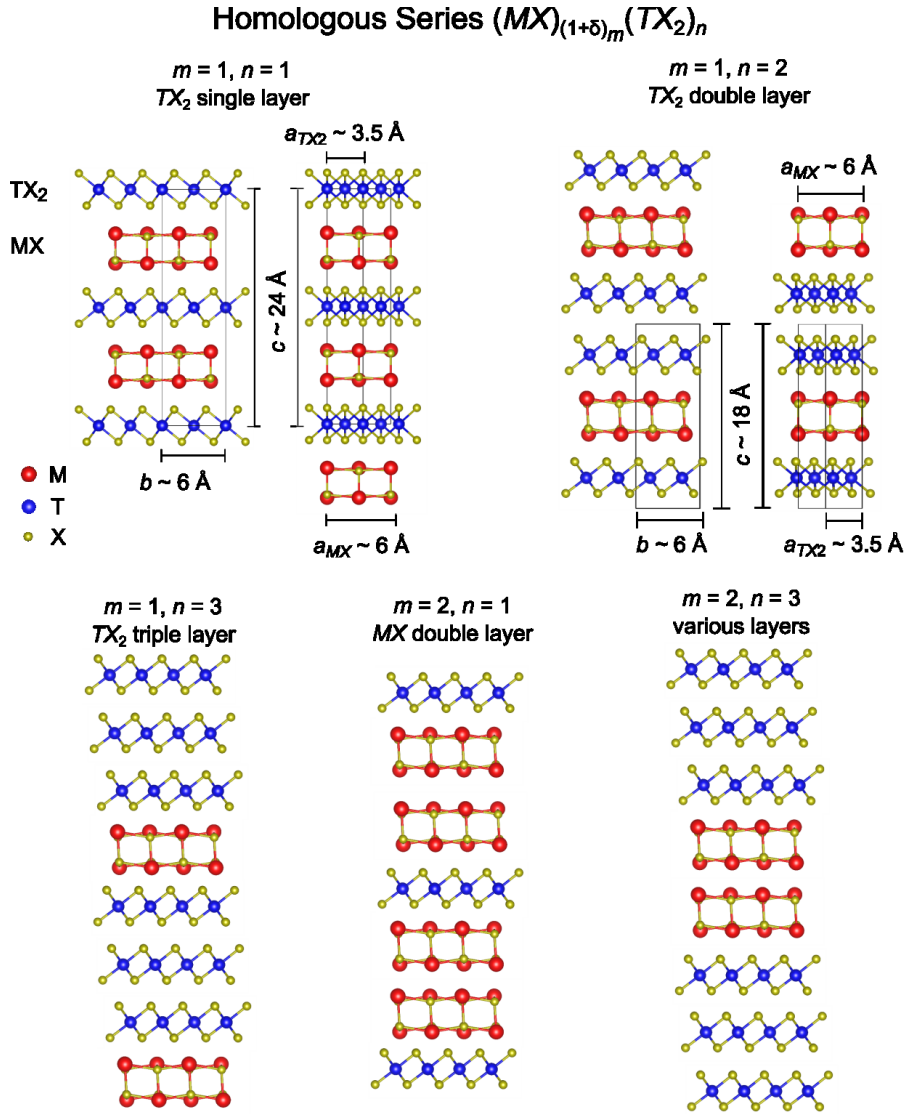 Homologous Series (MX)(1+δ)m(TX2)n
m = 1, n = 1
TX2 single layer
aTX2 ~ 3.5 Å
TX2
MX
c ~ 24 Å
M
T
X
b ~ 6 Å
aMX ~ 6 Å
m = 1, n = 2
TX2 double layer
aMX ~ 6 Å
c ~ 18 Å
b ~ 6 Å
aTX2 ~ 3.5 Å
m = 1, n = 3
TX2 triple layer
m = 2, n = 1
MX double layer
m = 2, n = 3
various layers